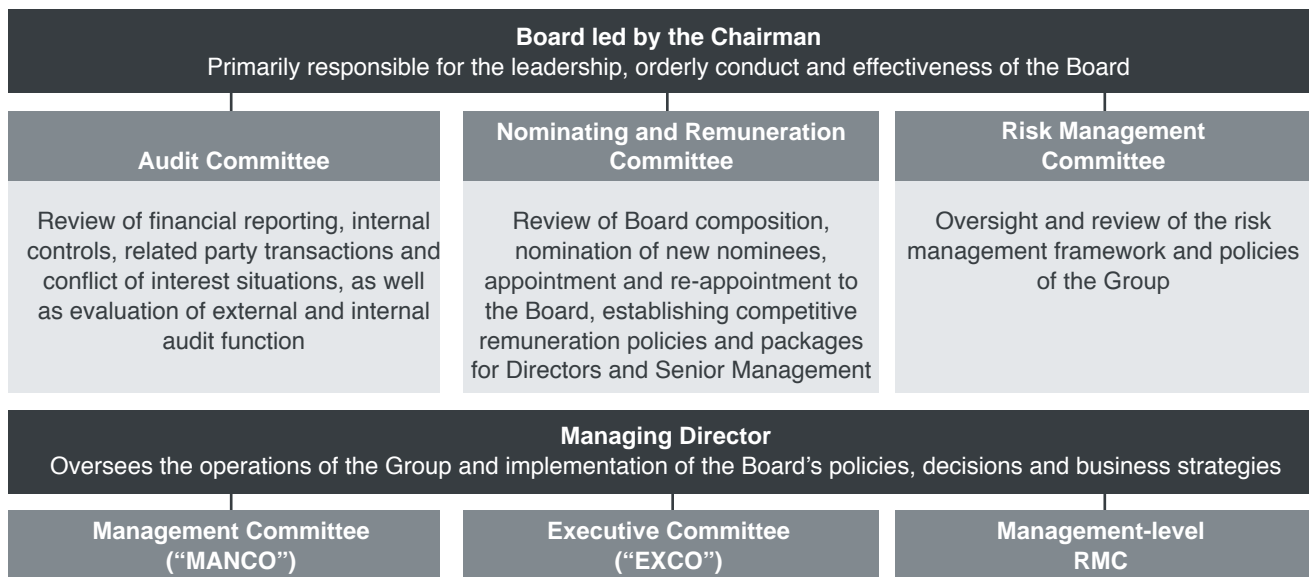 Board led by the Chairman
Primarily responsible for the leadership, orderly conduct and effectiveness of the Board
Audit Committee
Review of financial reporting, internal
controls, related party transactions and
conflict of interest situations, as well
as evaluation of external and internal
audit function
Nominating and Remuneration
Committee
Review of Board composition,
nomination of new nominees,
appointment and re-appointment to
the Board, establishing competitive
remuneration policies and packages
for Directors and Senior Management
Risk Management
Committee
Oversight and review of the risk
management framework and policies
of the Group
Managing Director
Oversees the operations of the Group and implementation of the Board’s policies, decisions and business strategies
Management Committee
(“MANCO”)
Executive Committee
(“EXCO”)
Management-level
RMC